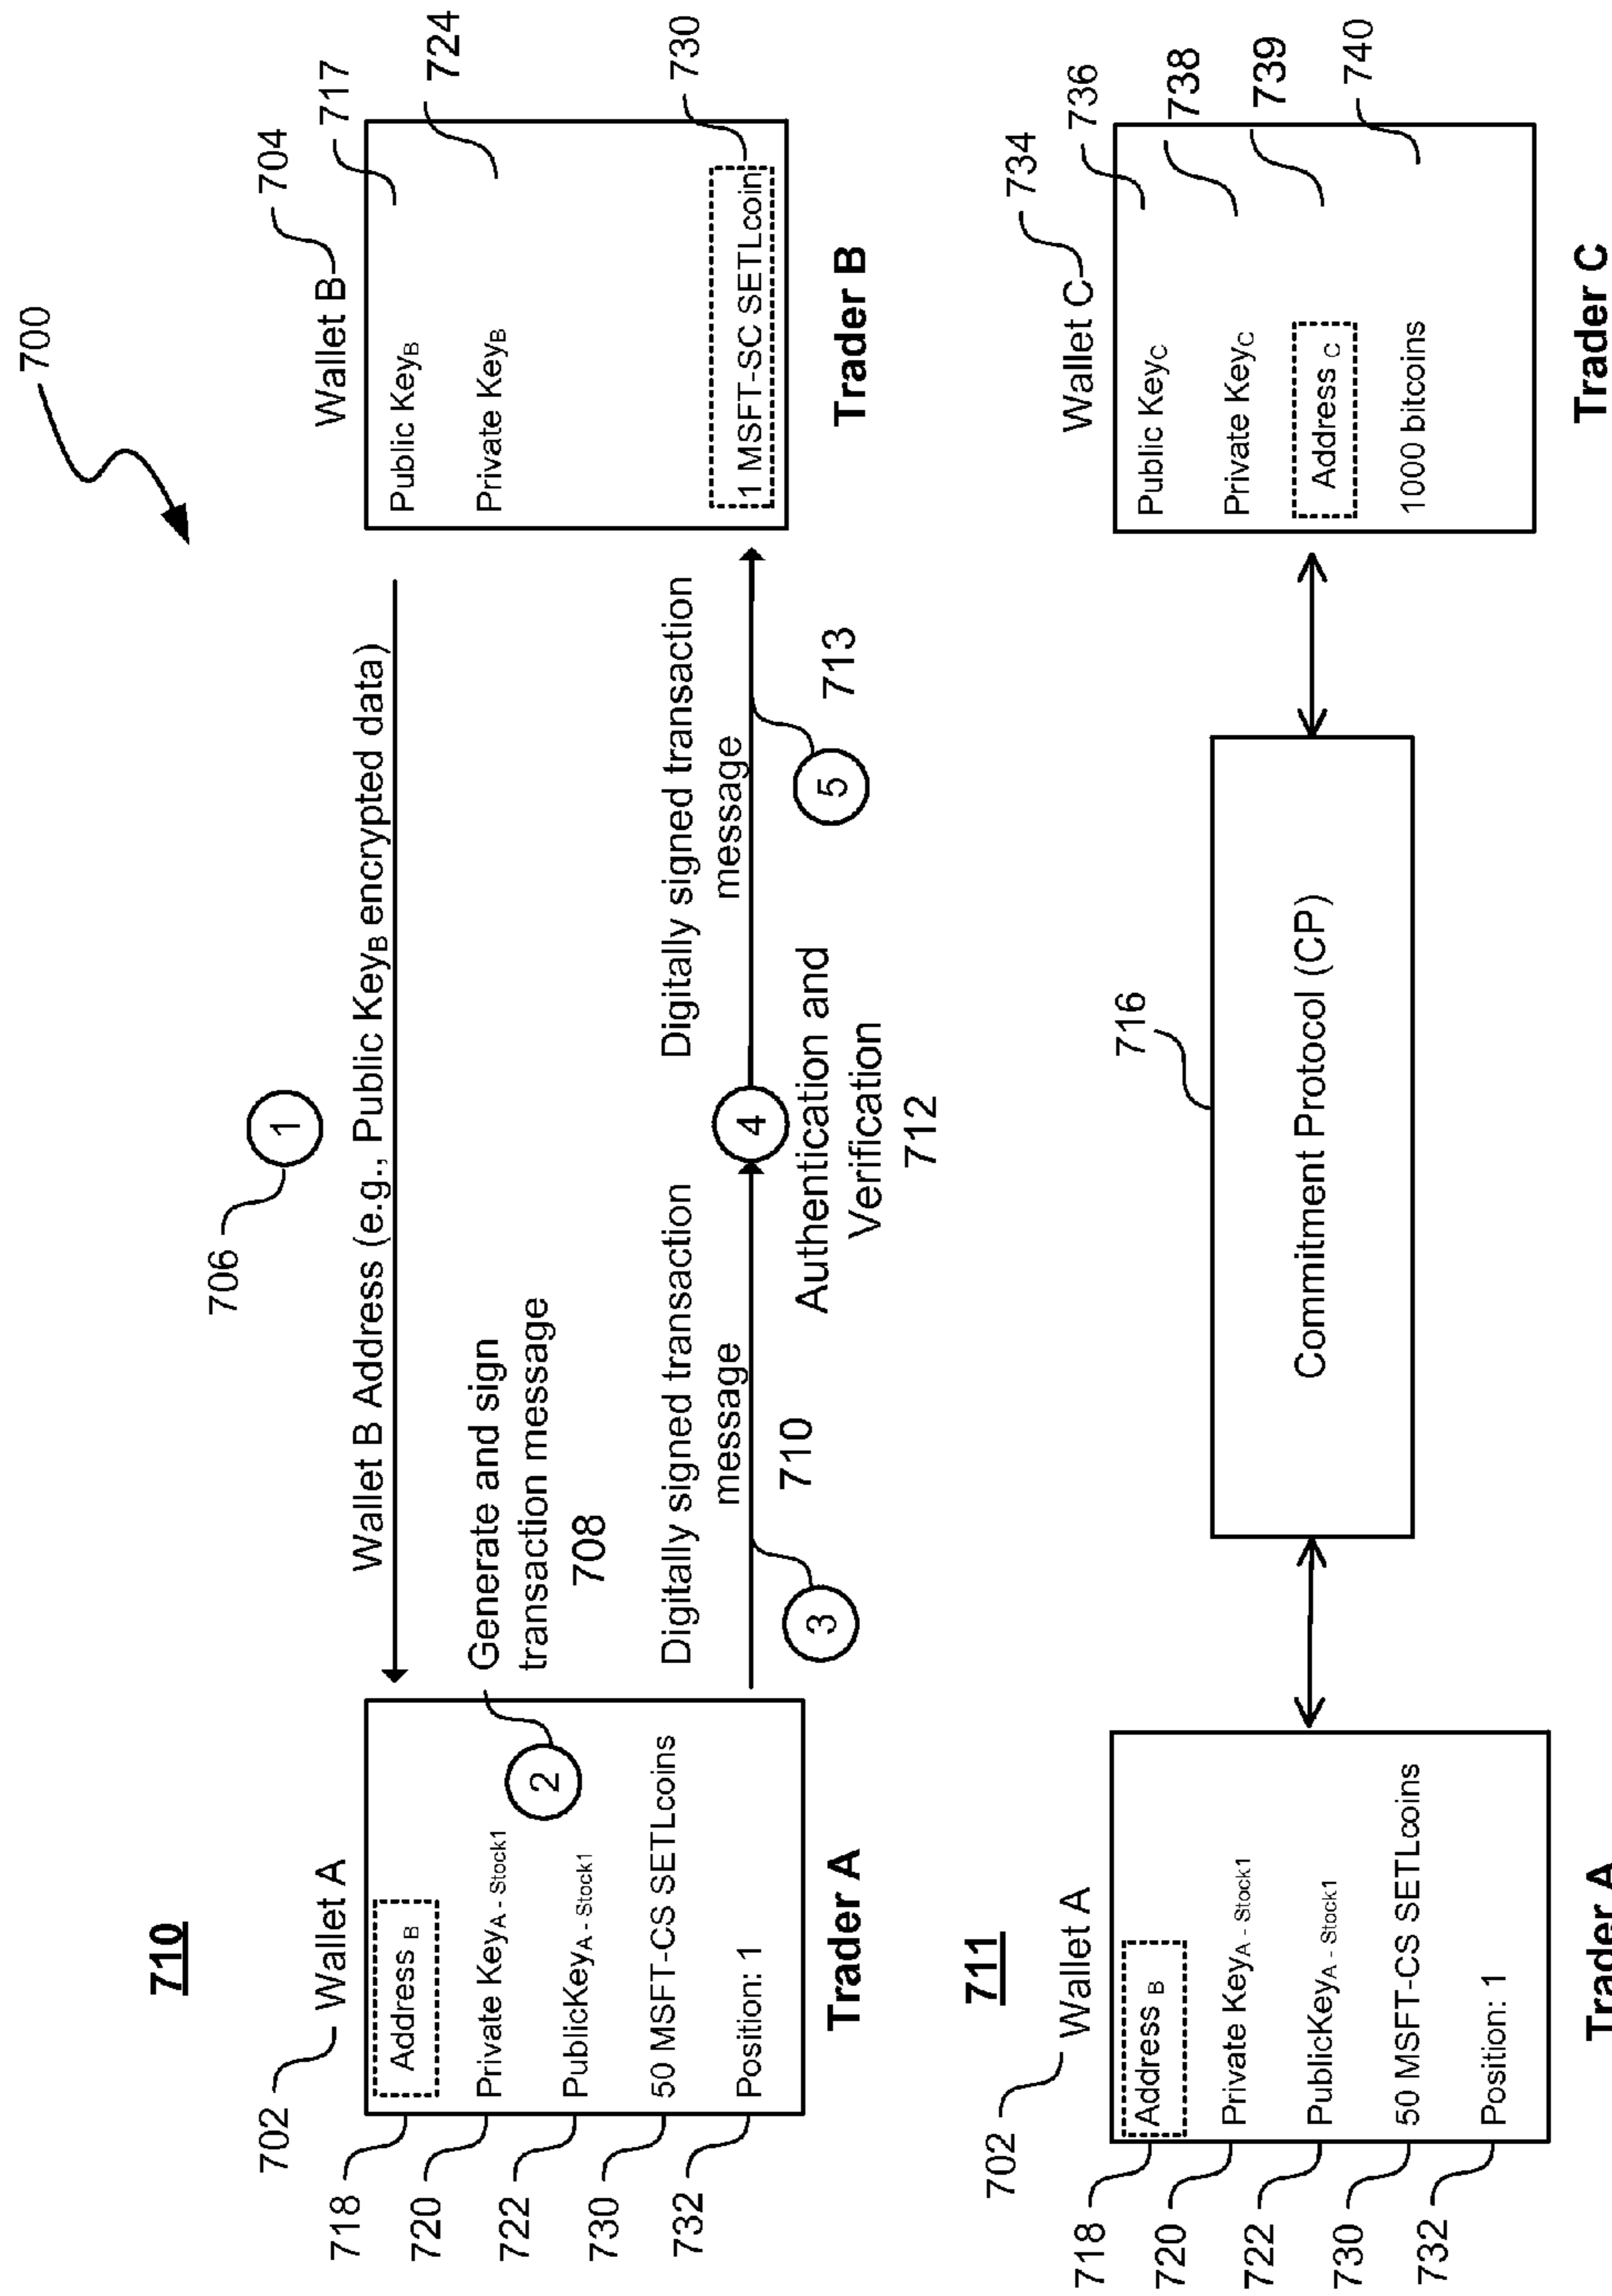 700
710
702
Wallet A
718
Address B
720
Private KeyA - Stock1
722
PublicKeyA - Stock1
730
50 MSFT-CS SETLcoins
732
Position: 1
Trader A
706
1
Wallet B Address (e.g., Public KeyB encrypted data)
2
Generate and sign
transaction message
708
Digitally signed transaction
message
3
710
4
Authentication and
Verification
712
Digitally signed transaction
message
5
713
Wallet B
704
717
Public KeyB
724
Private KeyB
730
1 MSFT-SC SETLcoin
Trader B
711
702
Wallet A
718
Address B
720
Private KeyA - Stock1
722
PublicKeyA - Stock1
730
50 MSFT-CS SETLcoins
732
Position: 1
Trader A
716
Commitment Protocol (CP)
Wallet C
734
736
Public KeyC
738
Private KeyC
739
Address C
740
1000 bitcoins
Trader C